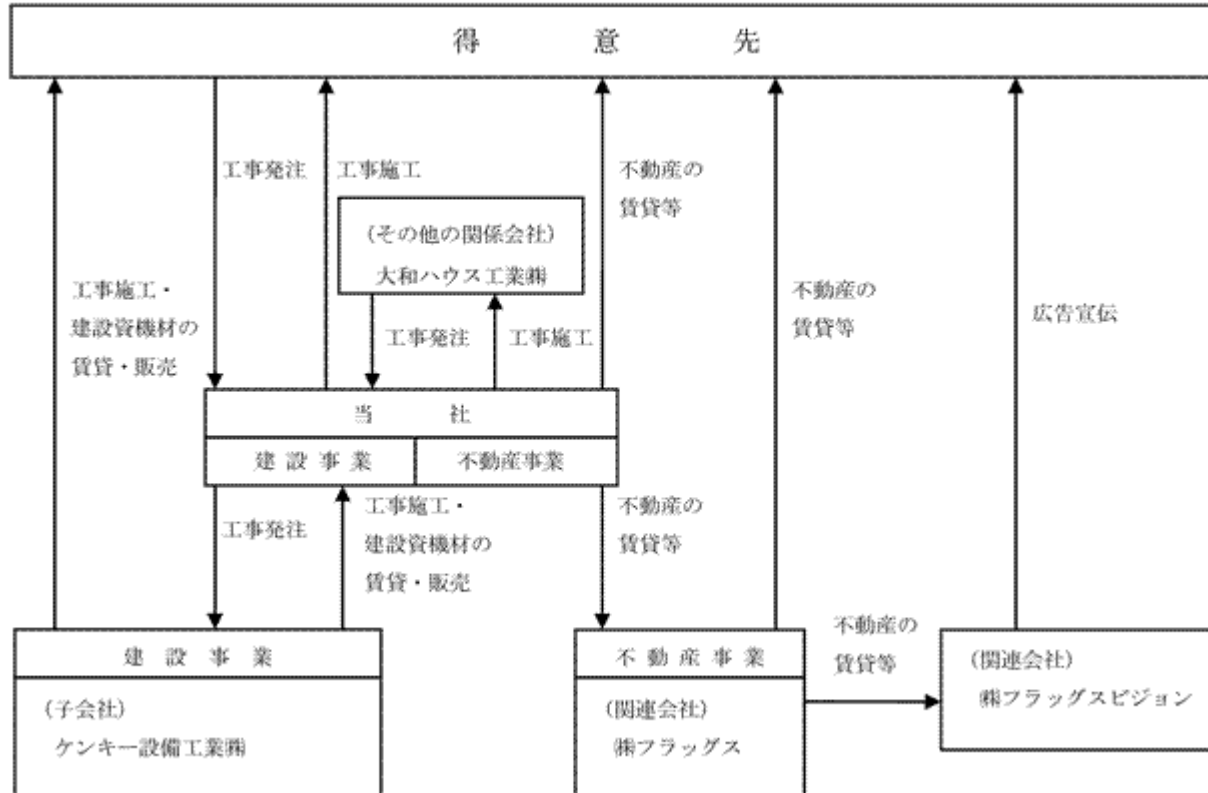 得意先
工事発注
工事施工
不動産の
賃貸等
(その他の関係会社)
大和ハウス工業㈱
工事施工・
建設資機材の
賃貸・販売
不動産の
賃貸等
広告宣伝
工事発注
工事施工
当社
建設事業
不動産事業
工事発注
工事施工・
建設資機材の
賃貸・販売
不動産の
賃貸等
建設事業
(子会社)
ケンキー設備工業㈱
不動産事業
(関連会社)
㈱フラッグス
不動産の
賃貸等
(関連会社)
㈱フラッグスビジョン